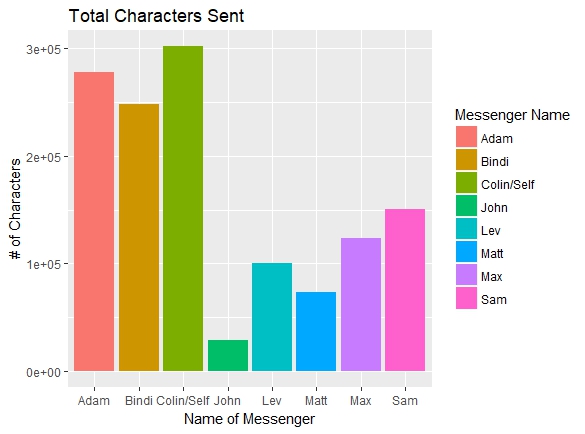 Total Characters Sent
# of Characters
3e+05
2e+05
1e+05
0e+00
Adam Bindi Colin/Self John Lev Matt Max Sam
Name of Messenger
Messenger Name
Adam
Bindi
Colin/Self
John
Lev
Matt
Max
Sam